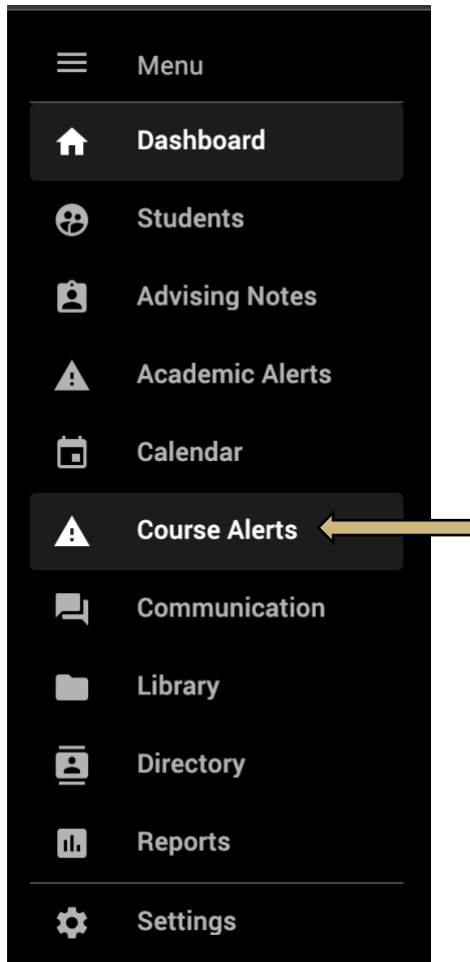 Menu
Dashboard
Students
Advising Notes
Academic Alerts
Calendar
Course Alerts
Communication
Library
Directory
Reports
Settings